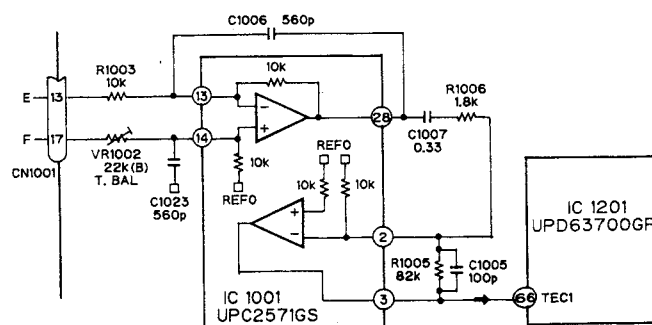 C1006 560p
R1003
10k
10k
E 13
13
R1006
1.8k
F 17
14
28
C1007
0.33
VR1002
22k(B)
T. BAL
CN1001
10k
REFO
C1023
560p
REFO
10k
10k
IC 1201
UPD63700GF
2
R1005
82k
C1005
100p
3
66 TEC1
IC 1001
UPC2571GS